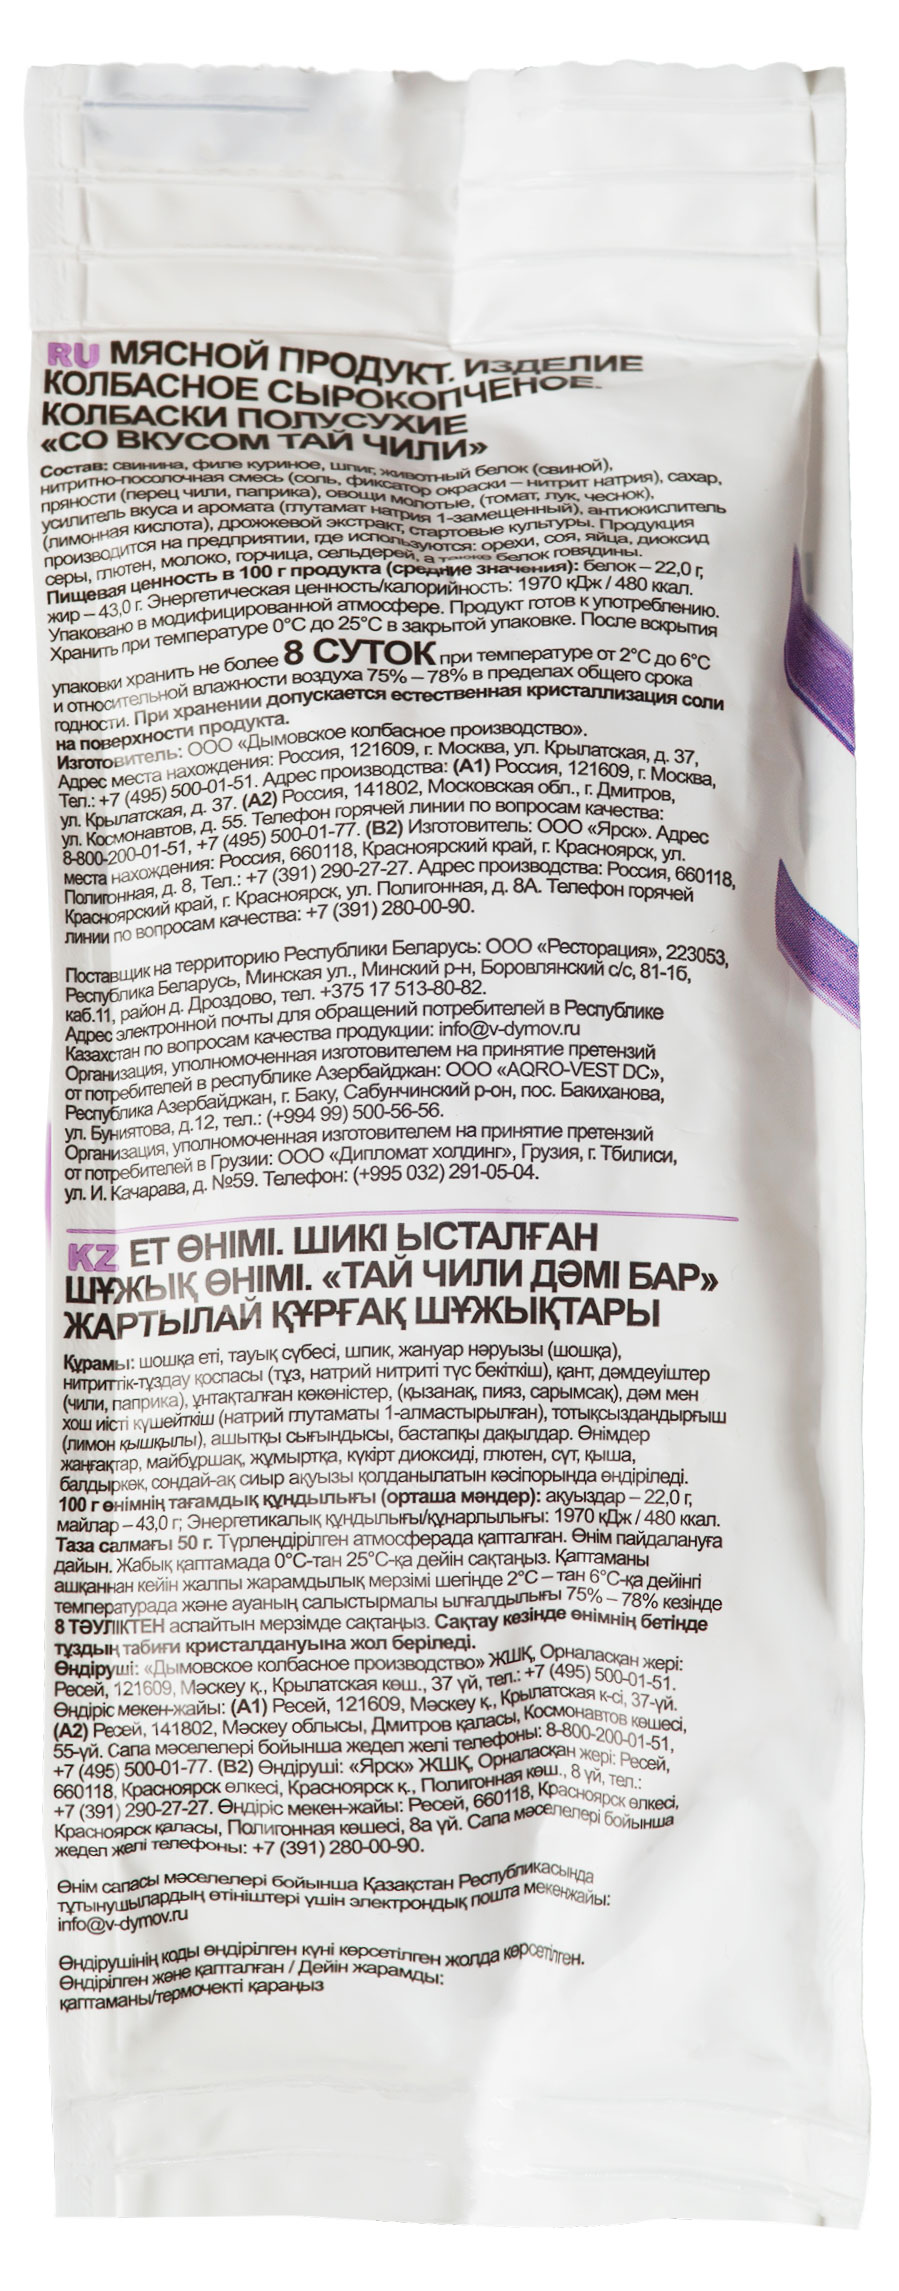 RU МЯСНОЙ ПРОДУКТ. ИЗДЕЛИЕ
КОЛБАСНОЕ СЫРОКОПЧЕНОЕ.
КОЛБАСКИ ПОЛУСУХИЕ
«СО ВКУСОМ ТАЙ ЧИЛИ»
Состав: свинина, филе куриное, шпиг, животный белок (свиной),
нитритно-посолочная смесь (соль, фиксатор окраски – нитрит натрия), сахар,
пряности (перец чили, паприка), овощи молотые, (томат, лук, чеснок),
усилитель вкуса и аромата (глутамат натрия 1-замещенный), антиокислитель
(лимонная кислота), дрожжевой экстракт, стартовые культуры. Продукция
производится на предприятии, где используются: орехи, соя, яйца, диоксид
серы, глютен, молоко, горчица, сельдерей, а также белок говядины.
Пищевая ценность в 100 г продукта (средние значения): белок – 22,0 г,
жир – 43,0 г. Энергетическая ценность/калорийность: 1970 кДж / 480 ккал.
Упаковано в модифицированной атмосфере. Продукт готов к употреблению.
Хранить при температуре 0°С до 25°С в закрытой упаковке. После вскрытия
упаковки хранить не более 8 СУТОК при температуре от 2°С до 6°С
и относительной влажности воздуха 75% – 78% в пределах общего срока
годности. При хранении допускается естественная кристаллизация соли
на поверхности продукта.
Изготовитель: ООО «Дымовское колбасное производство».
Адрес места нахождения: Россия, 121609, г. Москва, ул. Крылатская, д. 37,
Тел.: +7 (495) 500-01-51. Адрес производства: (А1) Россия, 121609, г. Москва,
ул. Крылатская, д. 37. (А2) Россия, 141802, Московская обл., г. Дмитров,
ул. Космонавтов, д. 55. Телефон горячей линии по вопросам качества:
8-800-200-01-51, +7 (495) 500-01-77. (В2) Изготовитель: ООО «Ярск». Адрес
места нахождения: Россия, 660118, Красноярский край, г. Красноярск, ул.
Полигонная, д. 8, Тел.: +7 (391) 290-27-27. Адрес производства: Россия, 660118,
Красноярский край, г. Красноярск, ул. Полигонная, д. 8А. Телефон горячей
линии по вопросам качества: +7 (391) 280-00-90.
Поставщик на территорию Республики Беларусь: ООО «Ресторация», 223053,
Республика Беларусь, Минская ул., Минский р-н, Боровлянский с/с, 81-1б,
каб.11, район д. Дроздово, тел. +375 17 513-80-82.
Адрес электронной почты для обращений потребителей в Республике
Казахстан по вопросам качества продукции: info@v-dymov.ru
Организация, уполномоченная изготовителем на принятие претензий
от потребителей в республике Азербайджан: ООО «AQRO-VEST DC»,
Республика Азербайджан, г. Баку, Сабунчинский р-он, пос. Бакиханова,
ул. Буниятова, д.12, тел.: (+994 99) 500-56-56.
Организация, уполномоченная изготовителем на принятие претензий
от потребителей в Грузии: ООО «Дипломат холдинг», Грузия, г. Тбилиси,
ул. И. Качарава, д. №59. Телефон: (+995 032) 291-05-04.
KZ ЕТ ӨНІМІ. ШИКІ ЫСТАЛҒАН
ШҰЖЫҚ ӨНІМІ. «ТАЙ ЧИЛИ ДӘМІ БАР»
ЖАРТЫЛАЙ ҚҰРҒАҚ ШҰЖЫҚТАРЫ
Құрамы: шошқа еті, тауық сүбесі, шпик, жануар нәруызы (шошқа),
нитриттік-тұздау қоспасы (тұз, натрий нитриті түс бекіткіш), қант, дәмдеуіштер
(чили, паприка), ұнтақталған көкөністер, (қызанақ, пияз, сарымсақ), дәм мен
хош иісті күшейткіш (натрий глутаматы 1-алмастырылған), тотықсыздандырғыш
(лимон қышқылы), ашытқы сығындысы, бастапқы дақылдар. Өнімдер
жаңғақтар, майбұршақ, жұмыртқа, күкірт диоксиді, глютен, сүт, қыша,
балдыркөк, сондай-ақ сиыр ақуызы қолданылатын кәсіпорында өндіріледі.
100 г өнімнің тағамдық құндылығы (орташа мәндер): ақуыздар – 22,0 г,
майлар – 43,0 г; Энергетикалық құндылығы/құнарлылығы: 1970 кДж / 480 ккал.
Таза салмағы 50 г. Түрлендірілген атмосферада қапталған. Өнім пайдалануға
дайын. Жабық қаптамада 0°С-тан 25°С-қа дейін сақтаңыз. Қаптаманы
ашқаннан кейін жалпы жарамдылық мерзімі шегінде 2°С – тан 6°С-қа дейінгі
температурада және ауаның салыстырмалы ылғалдылығы 75% – 78% кезінде
8 ТӘУЛІКТЕН аспайтын мерзімде сақтаңыз. Сақтау кезінде өнімнің бетінде
тұздың табиғи кристалдануына жол беріледі.
Өндіруші: «Дымовское колбасное производство» ЖШҚ, Орналасқан жері:
Ресей, 121609, Мәскеу қ., Крылатская көш., 37 үй, тел.: +7 (495) 500-01-51.
Өндіріс мекен-жайы: (А1) Ресей, 121609, Мәскеу қ., Крылатская к-сі, 37-үй.
(А2) Ресей, 141802, Мәскеу облысы, Дмитров қаласы, Космонавтов көшесі,
55-үй. Сапа мәселелері бойынша жедел желі телефоны: 8-800-200-01-51,
+7 (495) 500-01-77. (В2) Өндіруші: «Ярск» ЖШҚ, Орналасқан жері: Ресей,
660118, Красноярск өлкесі, Красноярск қ., Полигонная көш., 8 үй, тел.:
+7 (391) 290-27-27. Өндіріс мекен-жайы: Ресей, 660118, Красноярск өлкесі,
Красноярск қаласы, Полигонная көшесі, 8а үй. Сапа мәселелері бойынша
жедел желі телефоны: +7 (391) 280-00-90.
Өнім сапасы мәселелері бойынша Қазақстан Республикасында
тұтынушылардың өтініштері үшін электрондық пошта мекенжайы:
info@v-dymov.ru
Өндірушінің коды өндірілген күні көрсетілген жолда көрсетілген.
Өндірілген және қапталған / Дейін жарамды:
қаптаманы/термочекті қараңыз